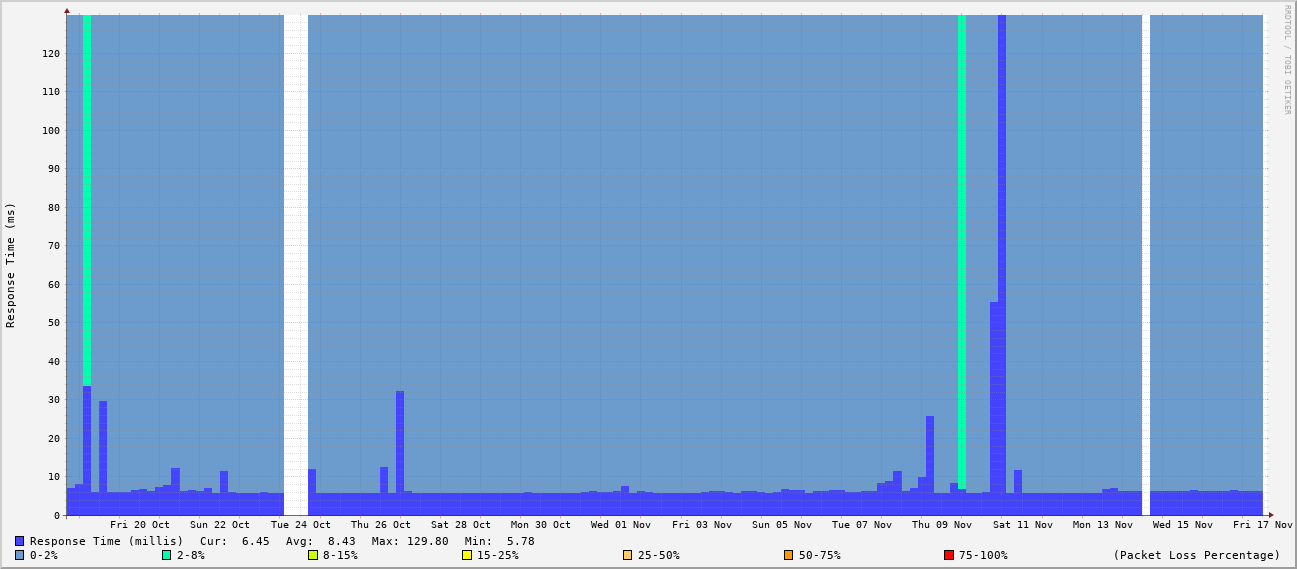 RRDTOOL / TOBI OETIKER
Response Time (ms)
120
110
100
90
80
70
60
50
40
30
20
10
0
Fri 20 Oct Sun 22 Oct Tue 24 Oct Thu 26 Oct Sat 28 Oct Mon 30 Oct Wed 01 Nov Fri 03 Nov Sun 05 Nov Tue 07 Nov Thu 09 Nov Sat 11 Nov Mon 13 Nov Wed 15 Nov Fri 17 Nov
Response Time (millis) Cur: 6.45 Avg: 8.43 Max: 129.80 Min: 5.78
0-2% 2-8% 8-15% 15-25% 25-50% 50-75% 75-100% (Packet Loss Percentage)